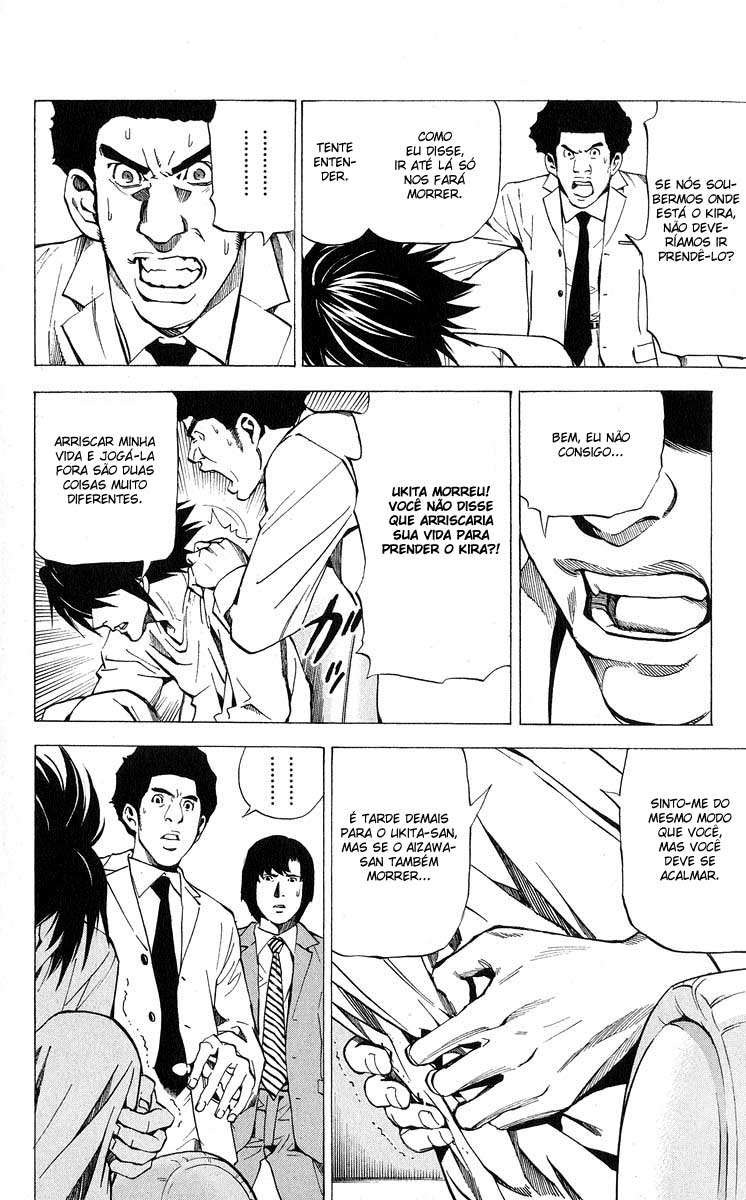 SE NÓS SOU-
BERMOS ONDE
ESTÁ O KIRA,
NÃO DEVE-
RÍAMOS IR
PRENDÊ-LO?
COMO
EU DISSE,
IR ATÉ LÁ SÓ
NOS FARÁ
MORRER.
TENTE
ENTEN-
DER.
BEM, EU NÃO
CONSIGO...
UKITA MORREU!
VOCÊ NÃO DISSE
QUE ARRISCARIA
SUA VIDA PARA
PRENDER O KIRA?!
ガッ
ARRISCAR MINHA
VIDA E JOGÁ-LA
FORA SÃO DUAS
COISAS MUITO
DIFERENTES.
SINTO-ME DO
MESMO MODO
QUE VOCÊ,
MAS VOCÊ
DEVE SE
ACALMAR.
É TARDE DEMAIS
PARA O UKITA-SAN,
MAS SE O AIZAWA-
SAN TAMBÉM
MORRER...